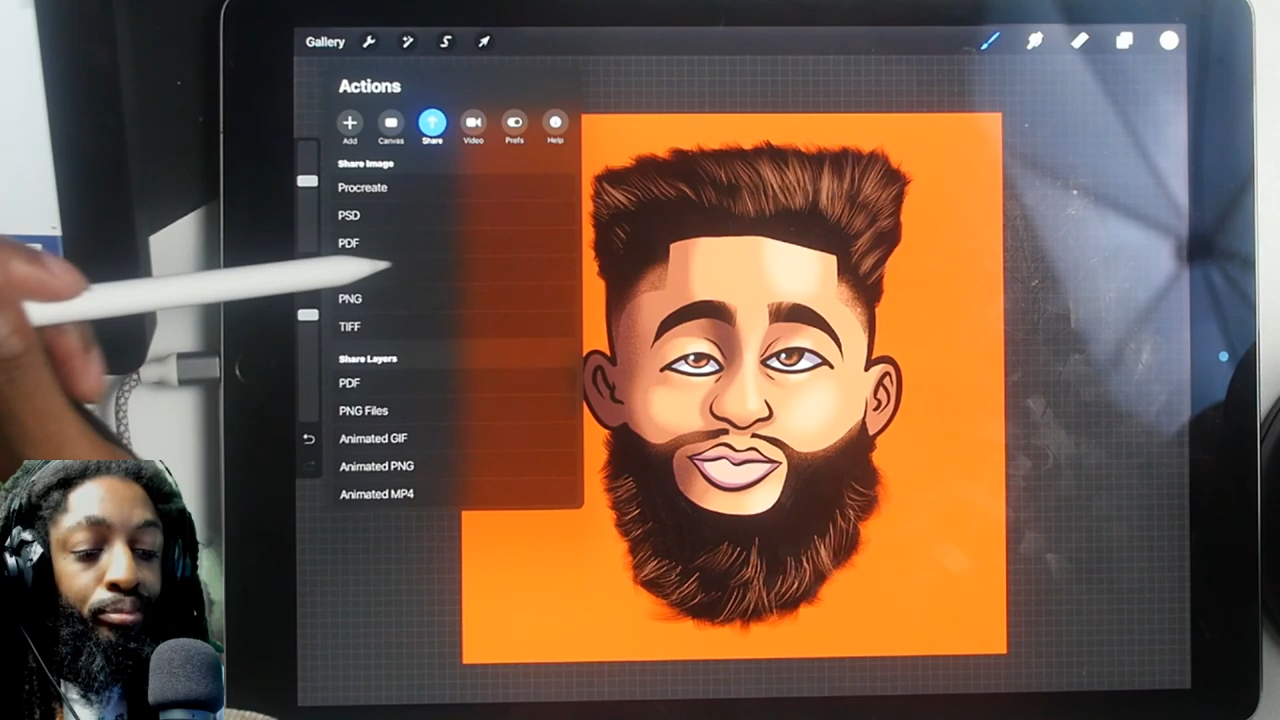 Gallery
Actions
Add Canvas Share Video Prefs Help
Share Image
Procreate
PSD
PDF
PNG
TIFF
Share Layers
PDF
PNG Files
Animated GIF
Animated PNG
Animated MP4